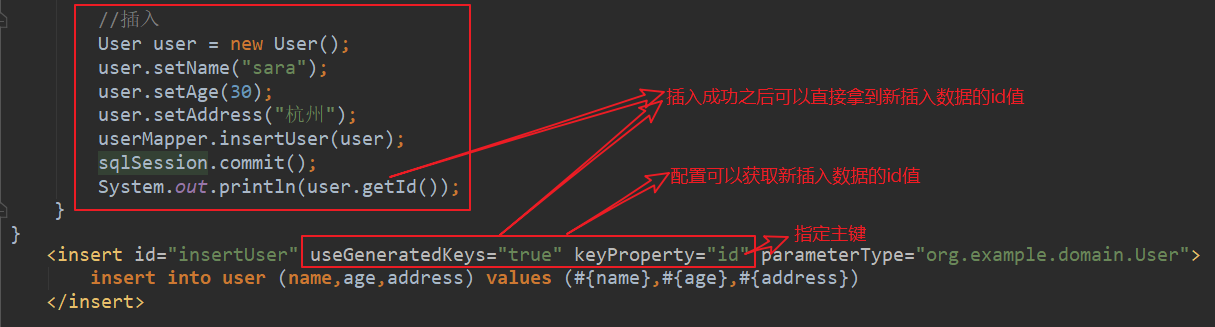 //插入
User user = new User();
user.setName("sara");
user.setAge(30);
user.setAddress("杭州");
插入成功之后可以直接拿到新插入数据的id值
userMapper.insertUser(user);
sqlSession.commit();
配置可以获取新插入数据的id值
System.out.println(user.getId());
}
}
指定主键
<insert id="insertUser" useGeneratedKeys="true" keyProperty="id" parameterType="org.example.domain.User">
insert into user (name,age,address) values (#{name},#{age},#{address})
</insert>